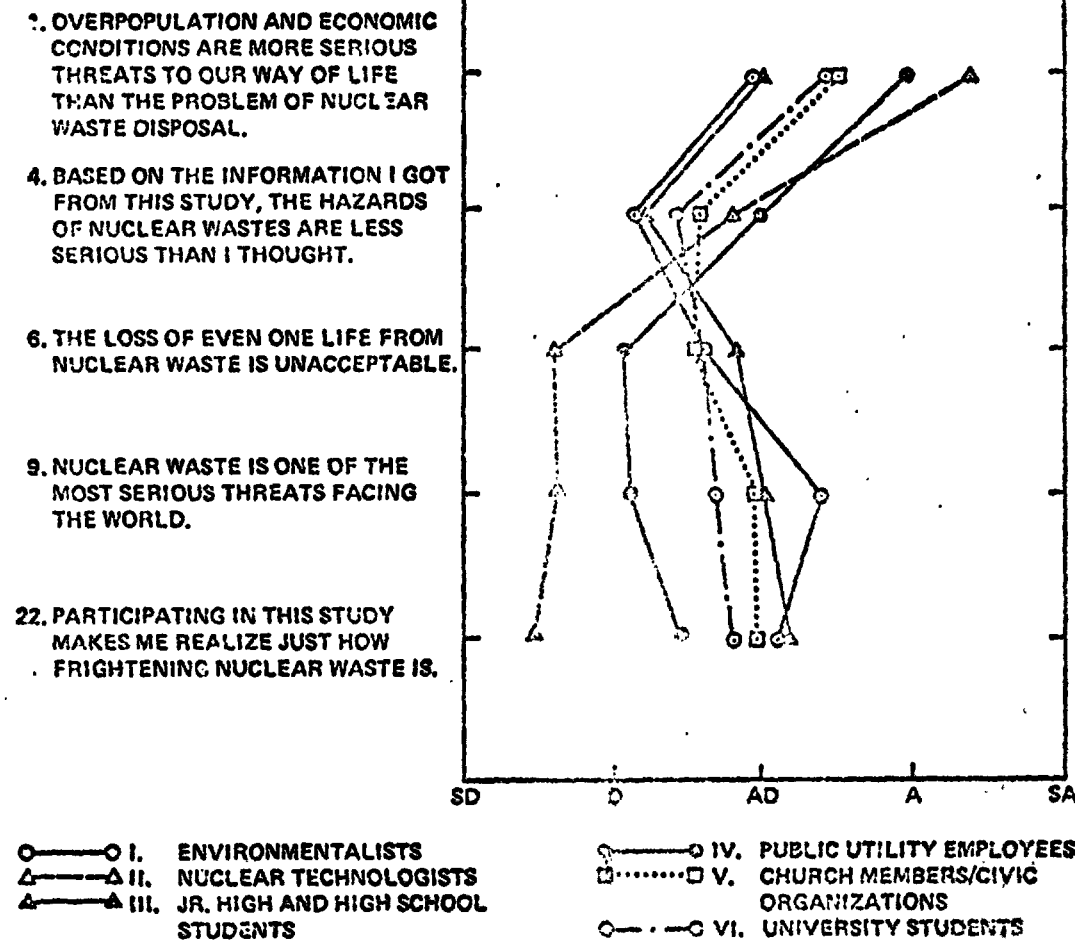 . OVERPOPULATION AND ECONOMIC
CONDITIONS ARE MORE SERIOUS
THREATS TO OUR WAY OF LIFE
THAN THE PROBLEM OF NUCLEAR
WASTE DISPOSAL.
4. BASED ON THE INFORMATION I GOT
FROM THIS STUDY, THE HAZARDS
OF NUCLEAR WASTES ARE LESS
SERIOUS THAN I THOUGHT.
6. THE LOSS OF EVEN ONE LIFE FROM
NUCLEAR WASTE IS UNACCEPTABLE.
9. NUCLEAR WASTE IS ONE OF THE
MOST SERIOUS THREATS FACING
THE WORLD.
22. PARTICIPATING IN THIS STUDY
MAKES ME REALIZE JUST HOW
FRIGHTENING NUCLEAR WASTE IS.
SD D AD A SA
I. ENVIRONMENTALISTS
II. NUCLEAR TECHNOLOGISTS
III. JR. HIGH AND HIGH SCHOOL
STUDENTS
IV. PUBLIC UTILITY EMPLOYEES
V. CHURCH MEMBERS/CIVIC
ORGANIZATIONS
VI. UNIVERSITY STUDENTS